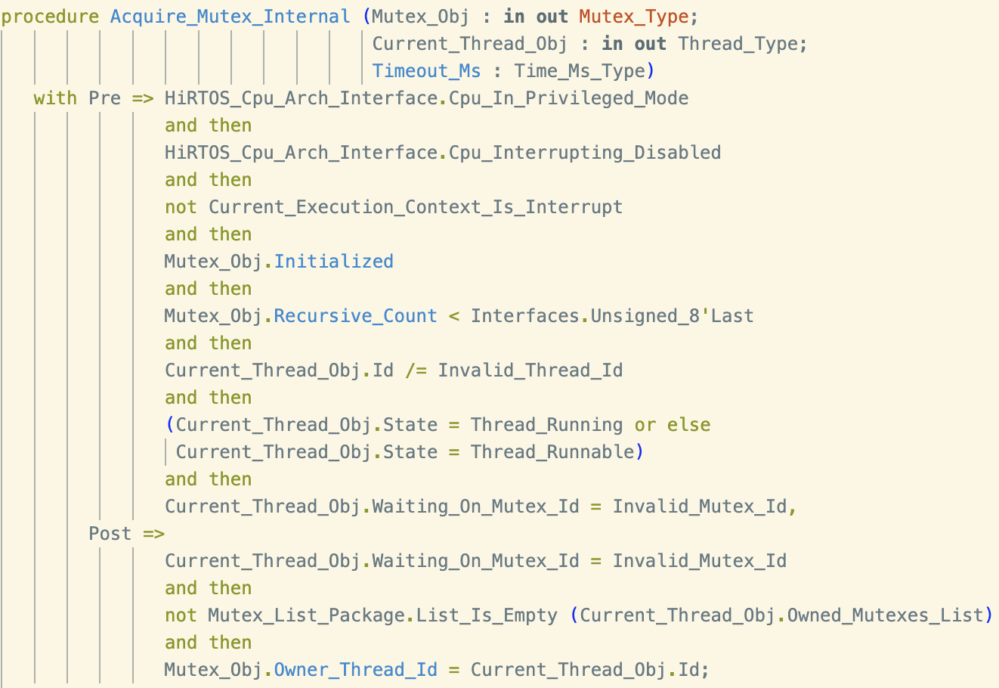 procedure Acquire_Mutex_Internal (Mutex_Obj : in out Mutex_Type;
Current_Thread_Obj : in out Thread_Type;
Timeout_Ms : Time_Ms_Type)
with Pre => HiRTOS_Cpu_Arch_Interface.Cpu_In_Privileged_Mode
and then
HiRTOS_Cpu_Arch_Interface.Cpu_Interrupting_Disabled
and then
not Current_Execution_Context_Is_Interrupt
and then
Mutex_Obj.Initialized
and then
Mutex_Obj.Recursive_Count < Interfaces.Unsigned_8'Last
and then
Current_Thread_Obj.Id /= Invalid_Thread_Id
and then
(Current_Thread_Obj.State = Thread_Running or else
Current_Thread_Obj.State = Thread_Runnable)
and then
Current_Thread_Obj.Waiting_On_Mutex_Id = Invalid_Mutex_Id,
Post =>
Current_Thread_Obj.Waiting_On_Mutex_Id = Invalid_Mutex_Id
and then
not Mutex_List_Package.List_Is_Empty (Current_Thread_Obj.Owned_Mutexes_List)
and then
Mutex_Obj.Owner_Thread_Id = Current_Thread_Obj.Id;